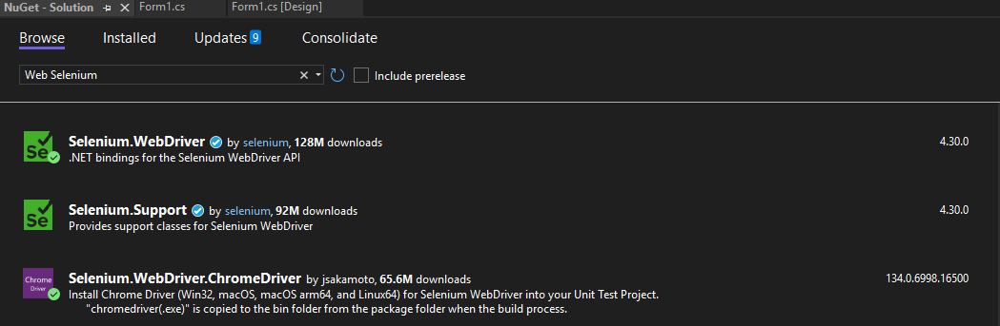 NuGet - Solution Form1.cs Form1.cs [Design]
Browse Installed Updates 9 Consolidate
Web Selenium Include prerelease
Selenium.WebDriver by selenium, 128M downloads 4.30.0
.NET bindings for the Selenium WebDriver API
Se
Selenium.Support by selenium, 92M downloads 4.30.0
Provides support classes for Selenium WebDriver
Se
Selenium.WebDriver.ChromeDriver by jsakamoto, 65.6M downloads 134.0.6998.16500
Chrome
Driver
Install Chrome Driver (Win32, macOS, macOS arm64, and Linux64) for Selenium WebDriver into your Unit Test Project.
"chromedriver(.exe)" is copied to the bin folder from the package folder when the build process.